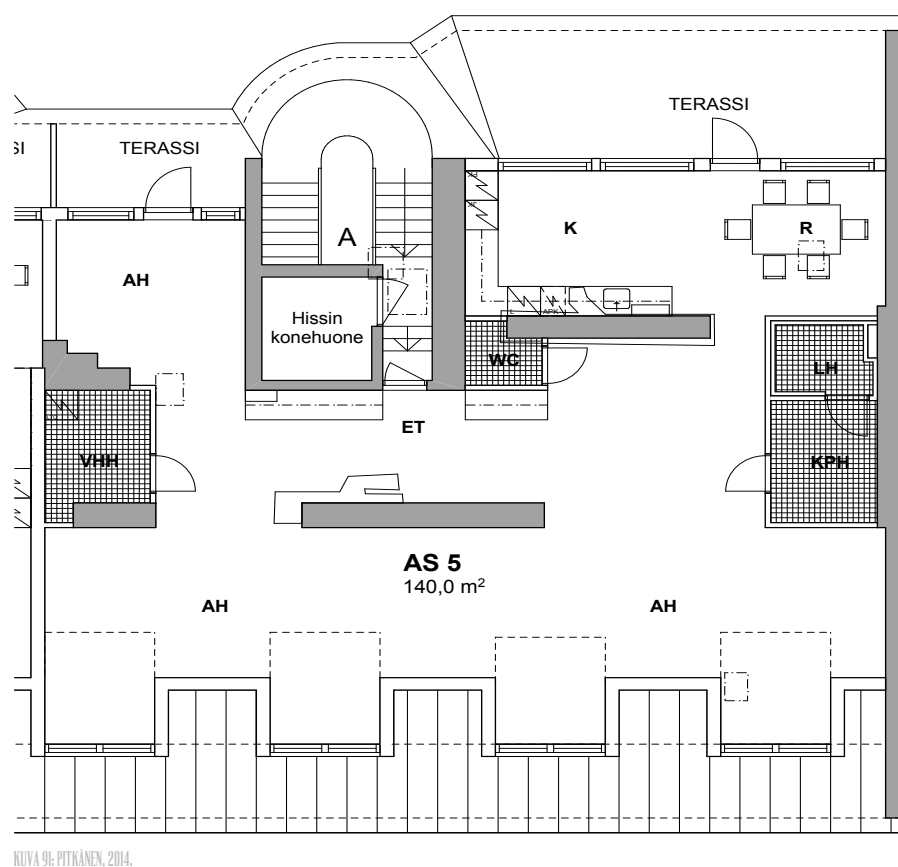 TERASSI
SI
TERASSI
A
K
R
AH
Hissin
konehuone
WC
L
APK
LH
ET
VHH
KPH
AS 5
140,0 m²
AH
AH
KUVA 91: PITKÄNEN, 2014.